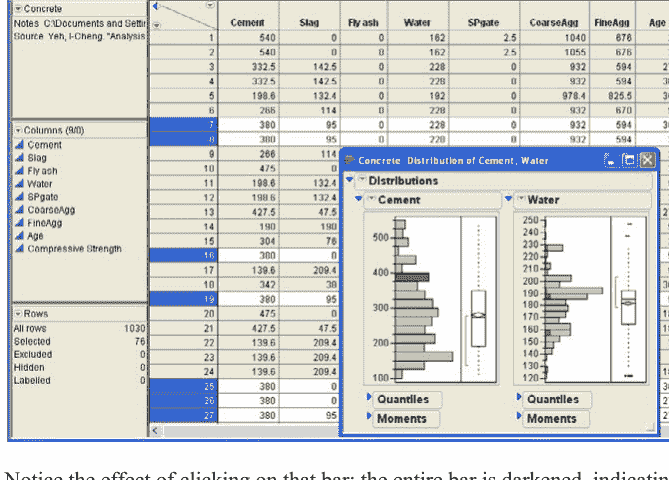 Concrete
Notes C:\Documents and Settin
Source Yeh, I-Cheng. "Analysis
Columns (9/0)
Cement
Slag
Fly ash
Water
SPgate
CoarseAgg
FineAgg
Age
Compressive Strength
Rows
All rows 1030
Selected 76
Excluded 0
Hidden 0
Labelled 0
Cement Slag Fly ash Water SPgate CoarseAgg FineAgg Age
1 540 0 0 162 2.5 1040 676
2 540 0 0 162 2.5 1055 676
3 332.5 142.5 0 228 0 932 594 2
4 332.5 142.5 0 228 0 932 594 3
5 198.6 132.4 0 192 0 978.4 825.5 3
6 266 114 0 228 0 932 670
7 380 95 0 228 0 932 594 3
8 380 95 0 228 0 932 594
9 266 114
10 475 0
11 198.6 132.4
12 198.6 132.4
13 427.5 47.5
14 190 190
15 304 76
16 380 0
17 139.6 209.4
18 342 38
19 380 95
20 475 0
21 427.5 47.5
22 139.6 209.4
23 139.6 209.4
24 139.6 209.4
25 380 0
26 380 0
27 380 95
Concrete Distribution of Cement, Water
Distributions
Cement
500
400
300
200
100
Quantiles
Moments
Water
250
240
230
220
210
200
190
180
170
160
150
140
130
120
Quantiles
Moments
Notice the effect of clicking on that bar: the entire bar is darkened, indicatin